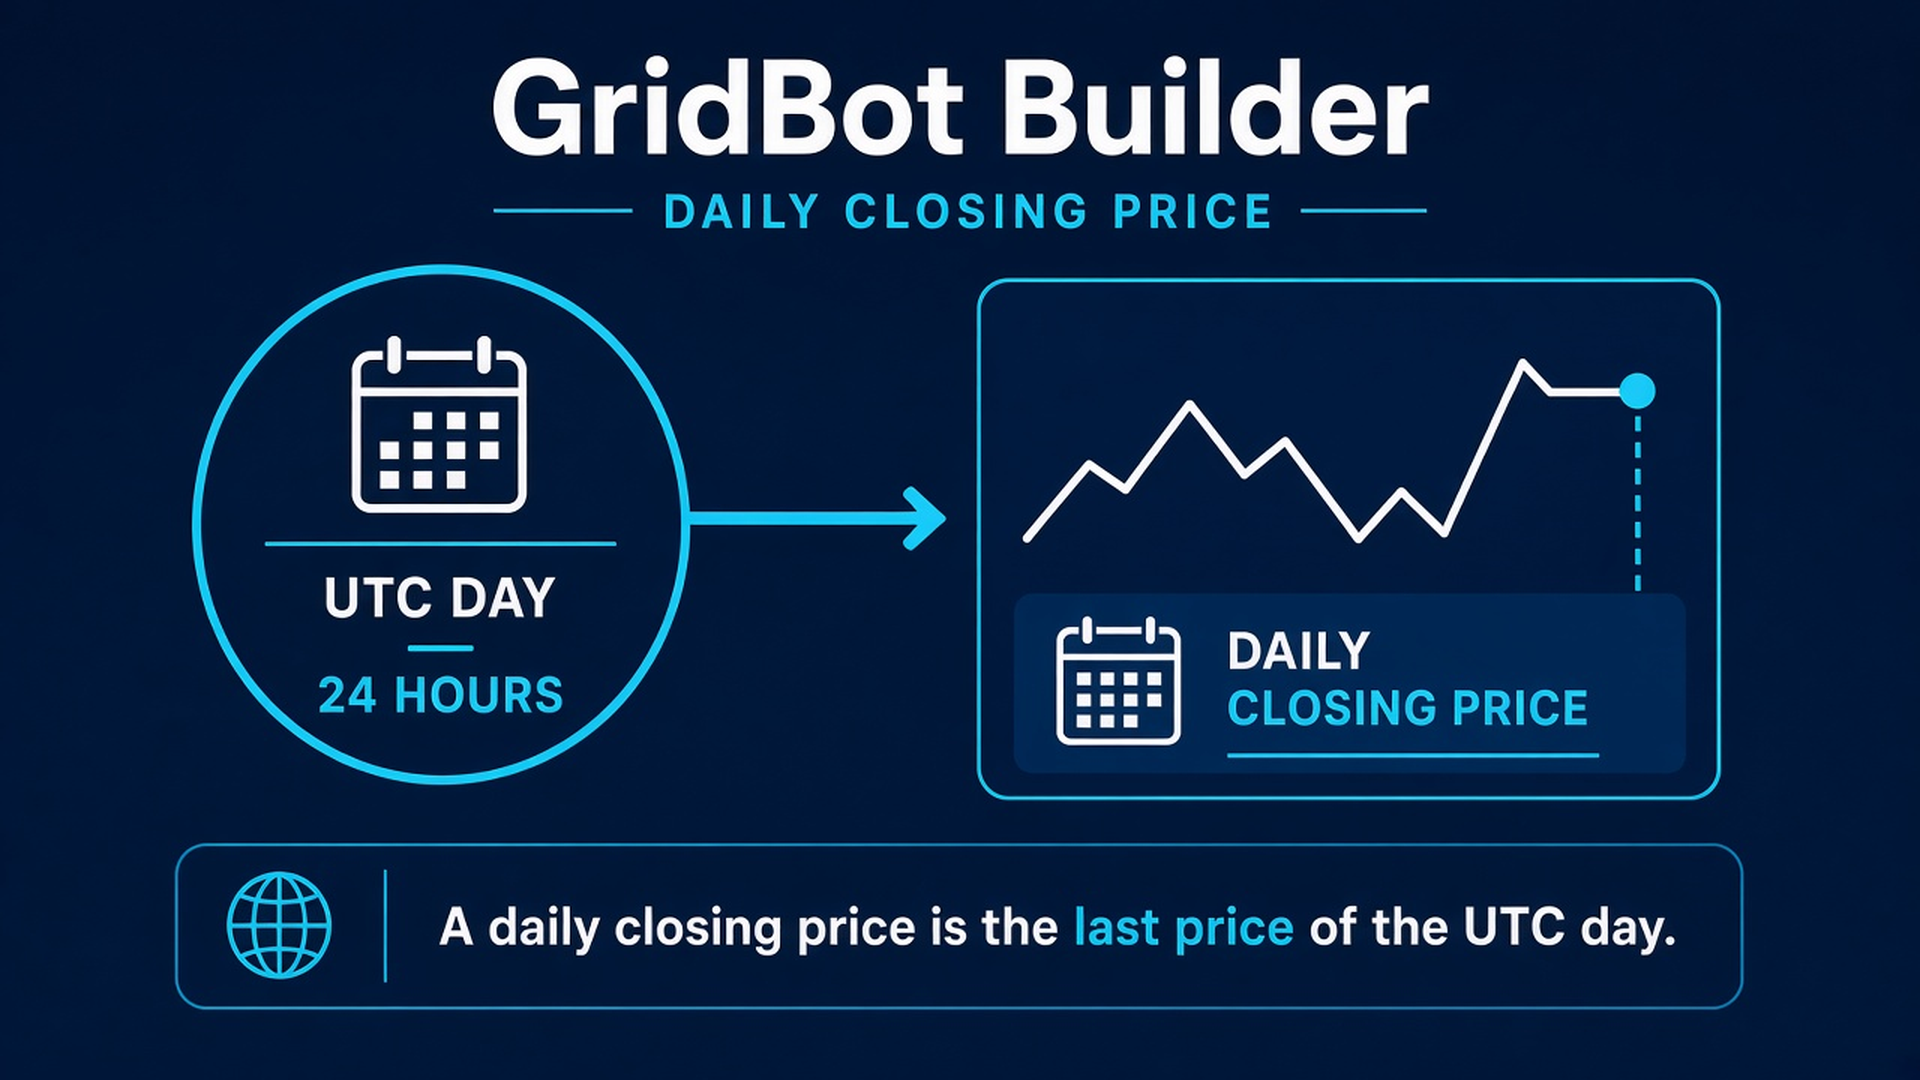 GridBot Builder
DAILY CLOSING PRICE
UTC DAY
24 HOURS
DAILY
CLOSING PRICE
A daily closing price is the last price of the UTC day.